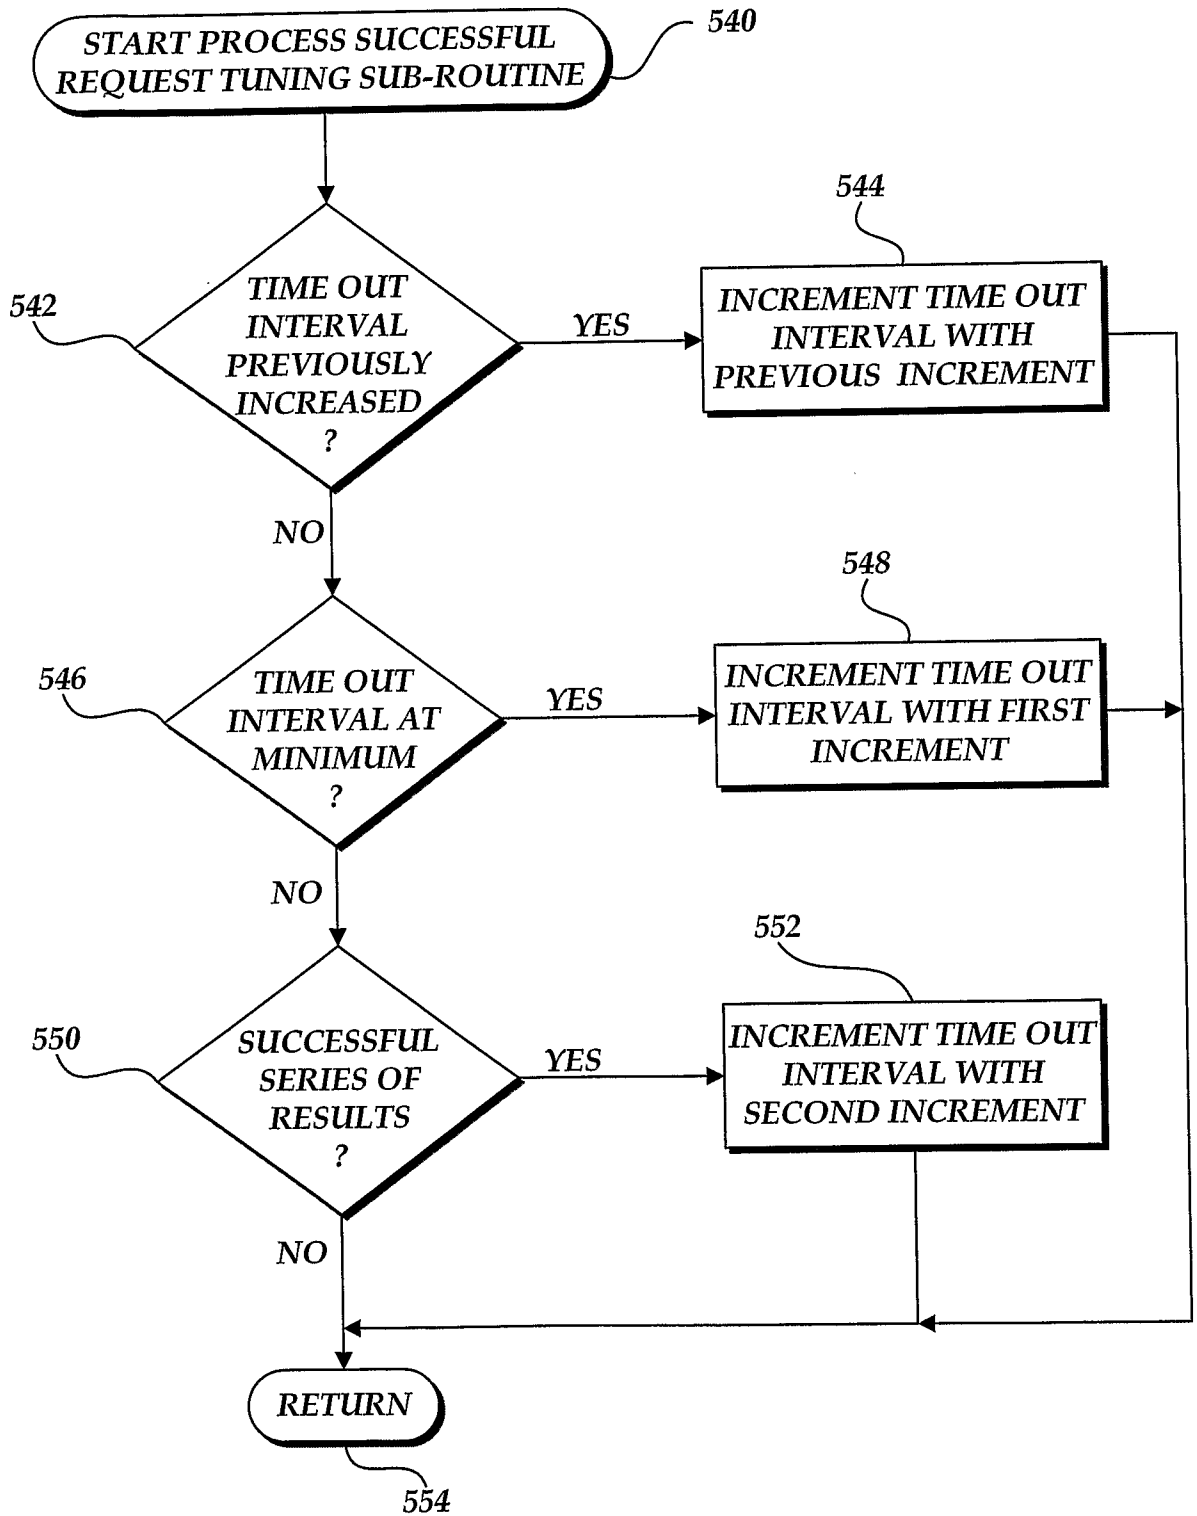 START PROCESS SUCCESSFUL
REQUEST TUNING SUB-ROUTINE
540
542
TIME OUT
INTERVAL
PREVIOUSLY
INCREASED
?
YES
544
INCREMENT TIME OUT
INTERVAL WITH
PREVIOUS INCREMENT
NO
546
TIME OUT
INTERVAL AT
MINIMUM
?
YES
548
INCREMENT TIME OUT
INTERVAL WITH FIRST
INCREMENT
NO
550
SUCCESSFUL
SERIES OF
RESULTS
?
YES
552
INCREMENT TIME OUT
INTERVAL WITH
SECOND INCREMENT
NO
RETURN
554